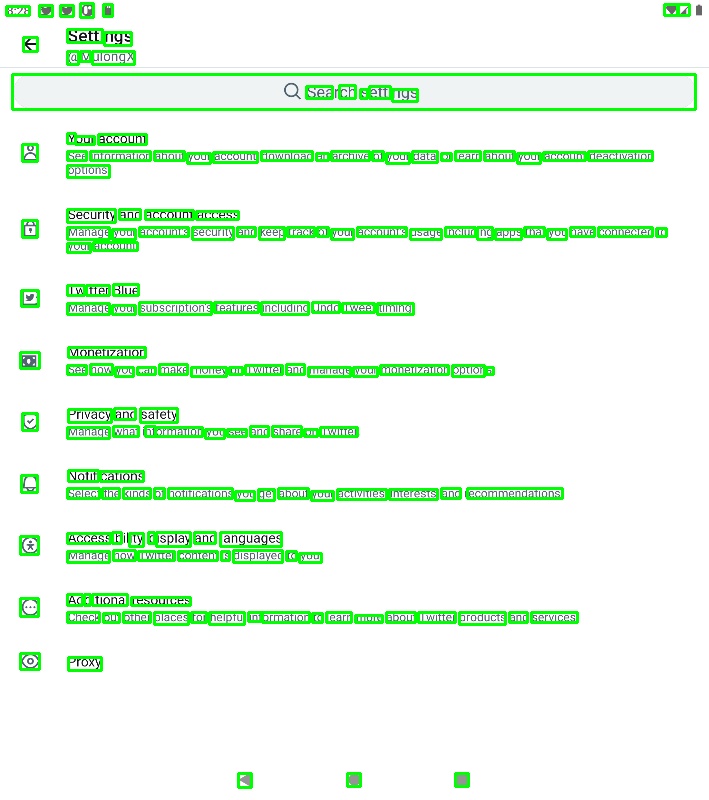 8:28
Settings
@MulongX
Search settings
Your account
See information about your account, download an archive of your data, or learn about your account deactivation
options
Security and account access
Manage your account's security and keep track of your account's usage including apps that you have connected to
your account.
Twitter Blue
Manage your subscription's features including Undo Tweet timing.
Monetization
See how you can make money on Twitter and manage your monetization options.
Privacy and safety
Manage what information you see and share on Twitter.
Notifications
Select the kinds of notifications you get about your activities, interests, and recommendations.
Accessibility, display, and languages
Manage how Twitter content is displayed to you.
Additional resources
Check out other places for helpful information to learn more about Twitter products and services.
Proxy